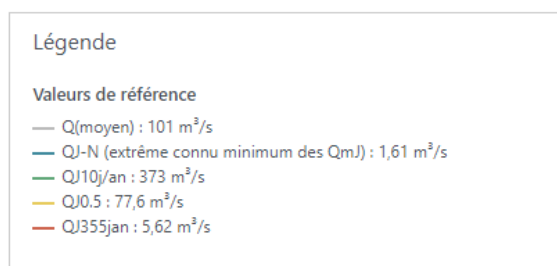 Légende
Valeurs de référence
Q(moyen) : 101 m³/s
QJ-N (extrême connu minimum des QmJ) : 1,61 m³/s
QJ10j/an : 373 m³/s
QJ0.5 : 77,6 m³/s
QJ355jan : 5,62 m³/s